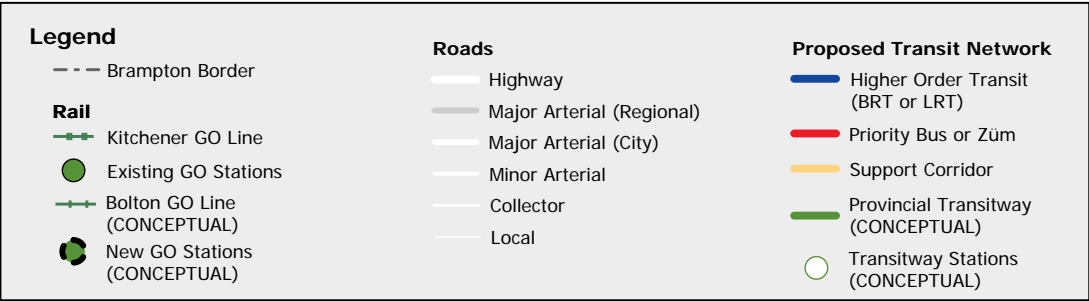 Legend
Brampton Border
Rail
Kitchener GO Line
Existing GO Stations
Bolton GO Line
(CONCEPTUAL)
New GO Stations
(CONCEPTUAL)
Roads
Highway
Major Arterial (Regional)
Major Arterial (City)
Minor Arterial
Collector
Local
Proposed Transit Network
Higher Order Transit
(BRT or LRT)
Priority Bus or Züm
Support Corridor
Provincial Transitway
(CONCEPTUAL)
Transitway Stations
(CONCEPTUAL)